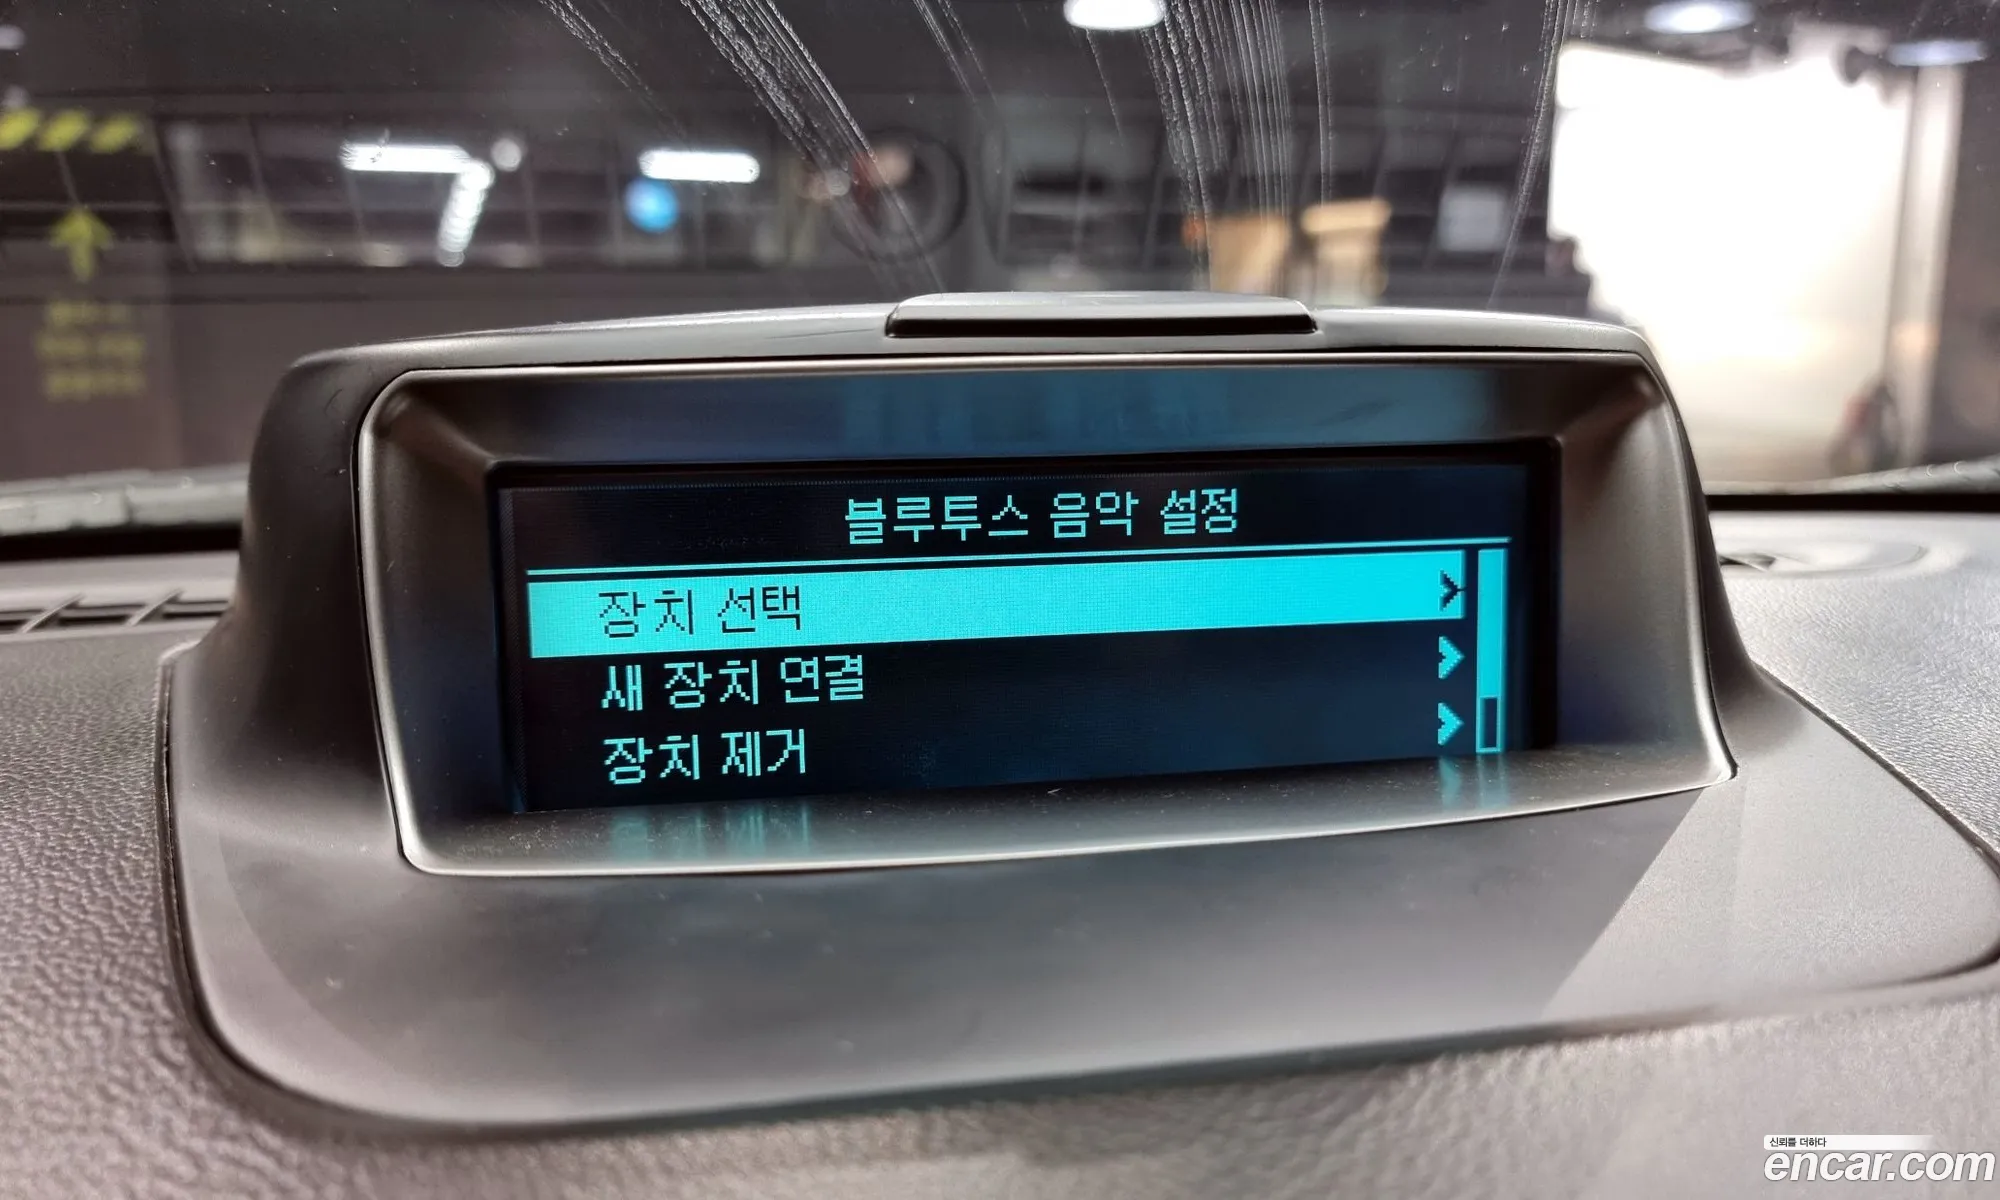 블루투스 음악 설정
장치 선택
새 장치 연결
장치 제거
신뢰를 더하다
encar.com